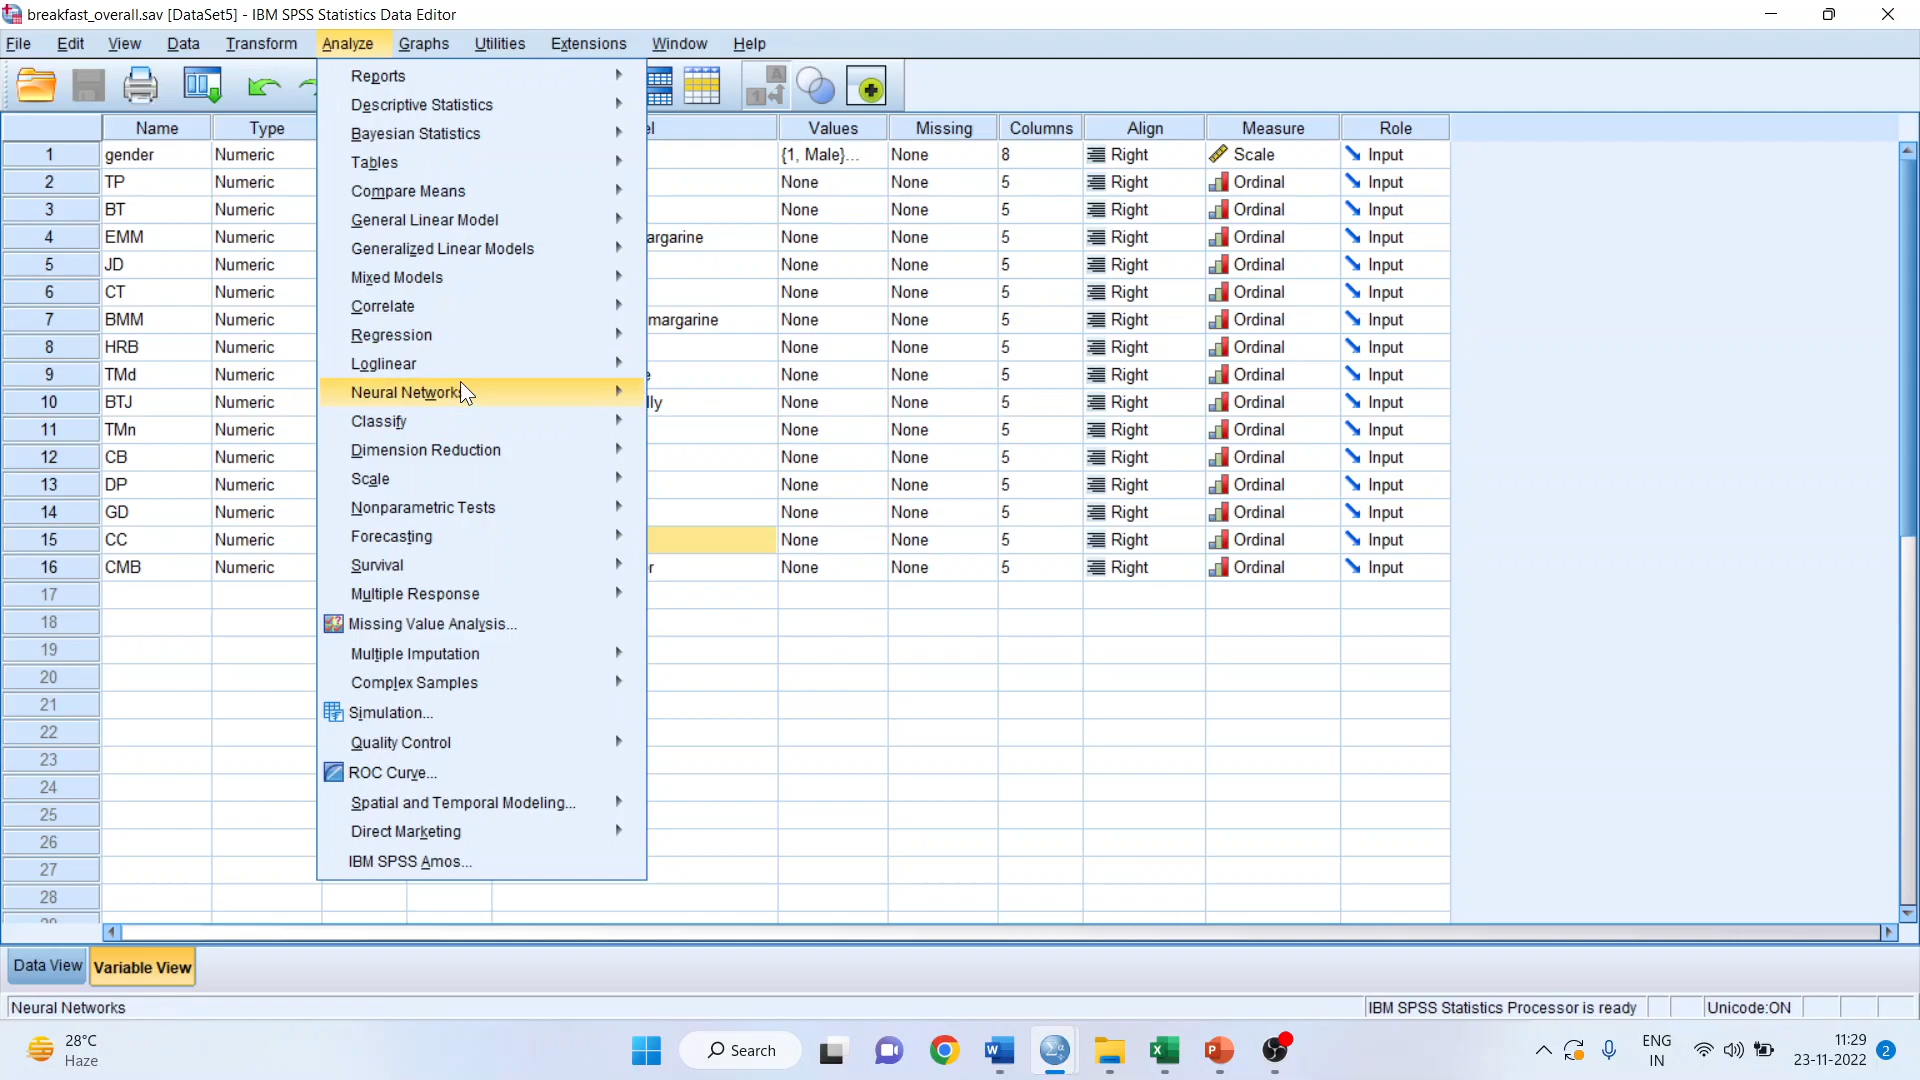 breakfast_overall.sav [DataSet5] - IBM SPSS Statistics Data Editor
File Edit View Data Transform Analyze Graphs Utilities Extensions Window Help
Name Type el Values Missing Columns Align Measure Role
1 gender Numeric {1, Male}... None 8 Right Scale Input
2 TP Numeric None None 5 Right Ordinal Input
3 BT Numeric None None 5 Right Ordinal Input
4 EMM Numeric argarine None None 5 Right Ordinal Input
5 JD Numeric None None 5 Right Ordinal Input
6 CT Numeric None None 5 Right Ordinal Input
7 BMM Numeric margarine None None 5 Right Ordinal Input
8 HRB Numeric None None 5 Right Ordinal Input
9 TMd Numeric e None None 5 Right Ordinal Input
10 BTJ Numeric lly None None 5 Right Ordinal Input
11 TMn Numeric None None 5 Right Ordinal Input
12 CB Numeric None None 5 Right Ordinal Input
13 DP Numeric None None 5 Right Ordinal Input
14 GD Numeric None None 5 Right Ordinal Input
15 CC Numeric None None 5 Right Ordinal Input
16 CMB Numeric r None None 5 Right Ordinal Input
17
18
19
20
21
22
23
24
25
26
27
28
29
Reports
Descriptive Statistics
Bayesian Statistics
Tables
Compare Means
General Linear Model
Generalized Linear Models
Mixed Models
Correlate
Regression
Loglinear
Neural Networks
Classify
Dimension Reduction
Scale
Nonparametric Tests
Forecasting
Survival
Multiple Response
Missing Value Analysis...
Multiple Imputation
Complex Samples
Simulation...
Quality Control
ROC Curve...
Spatial and Temporal Modeling...
Direct Marketing
IBM SPSS Amos...
Data View Variable View
Neural Networks IBM SPSS Statistics Processor is ready Unicode:ON
28°C
Haze
Search
ENG
IN
11:29
23-11-2022
2